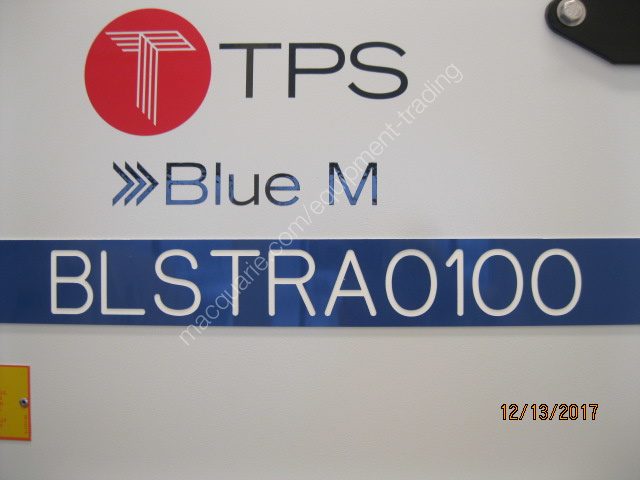 TPS
Blue M
BLSTRA0100
macquarie.com/equipment-trading
12/13/2017